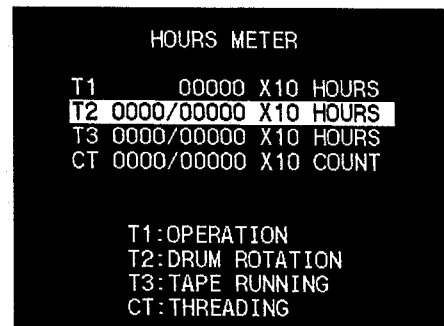 HOURS METER
T1 00000 X10 HOURS
T2 0000/00000 X10 HOURS
T3 0000/00000 X10 HOURS
CT 0000/00000 X10 COUNT
T1:OPERATION
T2:DRUM ROTATION
T3:TAPE RUNNING
CT:THREADING